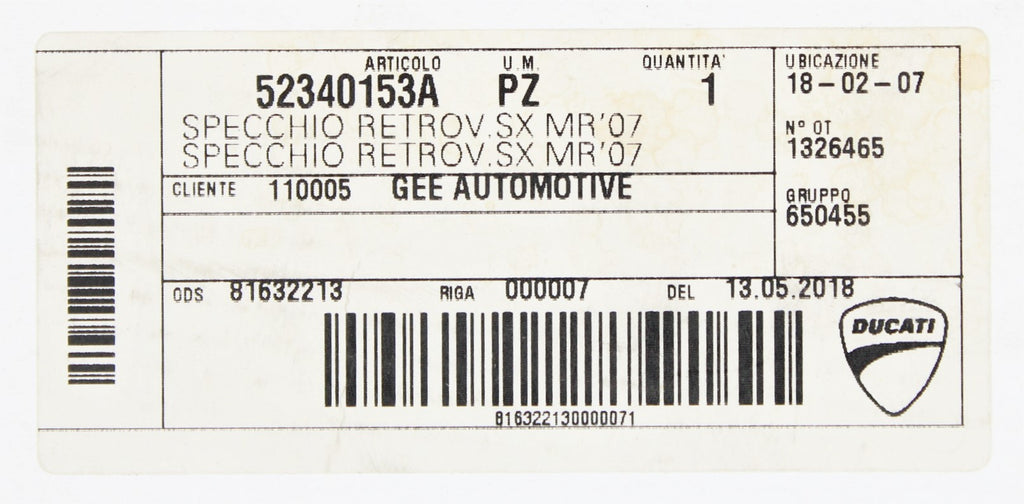 ARTICOLO U.M. QUANTITA'
52340153A PZ 1
SPECCHIO RETROV.SX MR'07
SPECCHIO RETROV.SX MR'07
CLIENTE 110005 GEE AUTOMOTIVE
UBICAZIONE
18-02-07
N° OT
1326465
GRUPPO
650455
ODS 81632213 RIGA 000007 DEL 13.05.2018
DUCATI
816322130000071